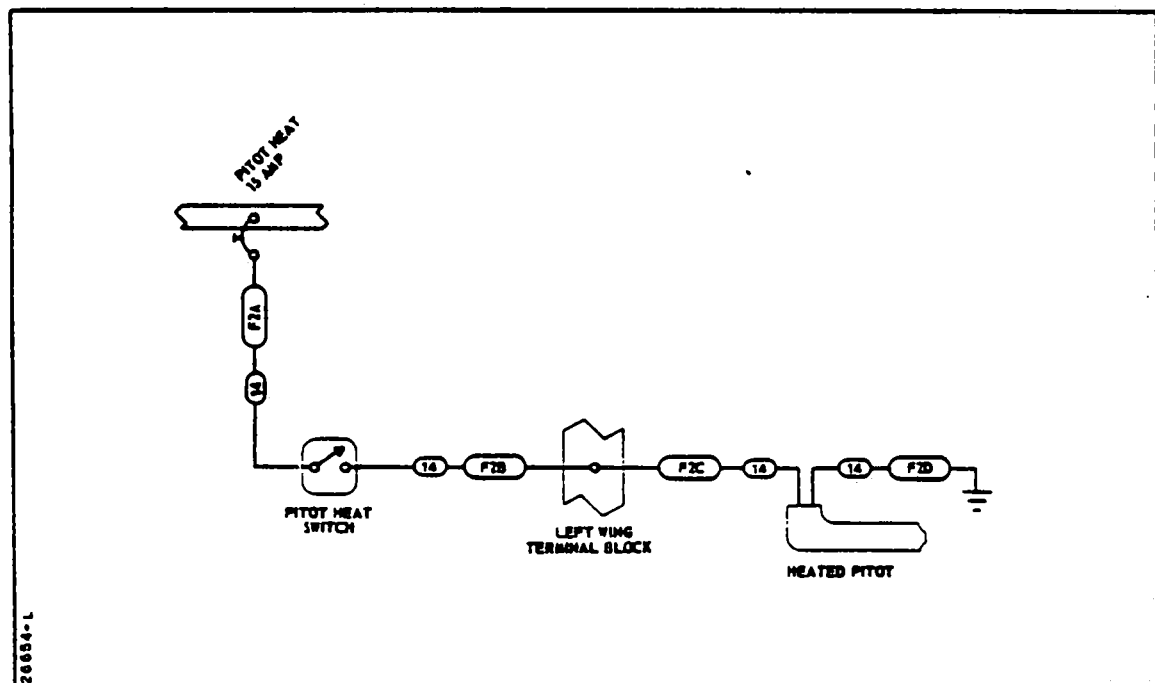 PITOT HEAT
15 AMP
F2A
14
14
F2B
F2C
14
14
F2D
PITOT HEAT
SWITCH
LEFT WING
TERMINAL BLOCK
HEATED PITOT
26654-L